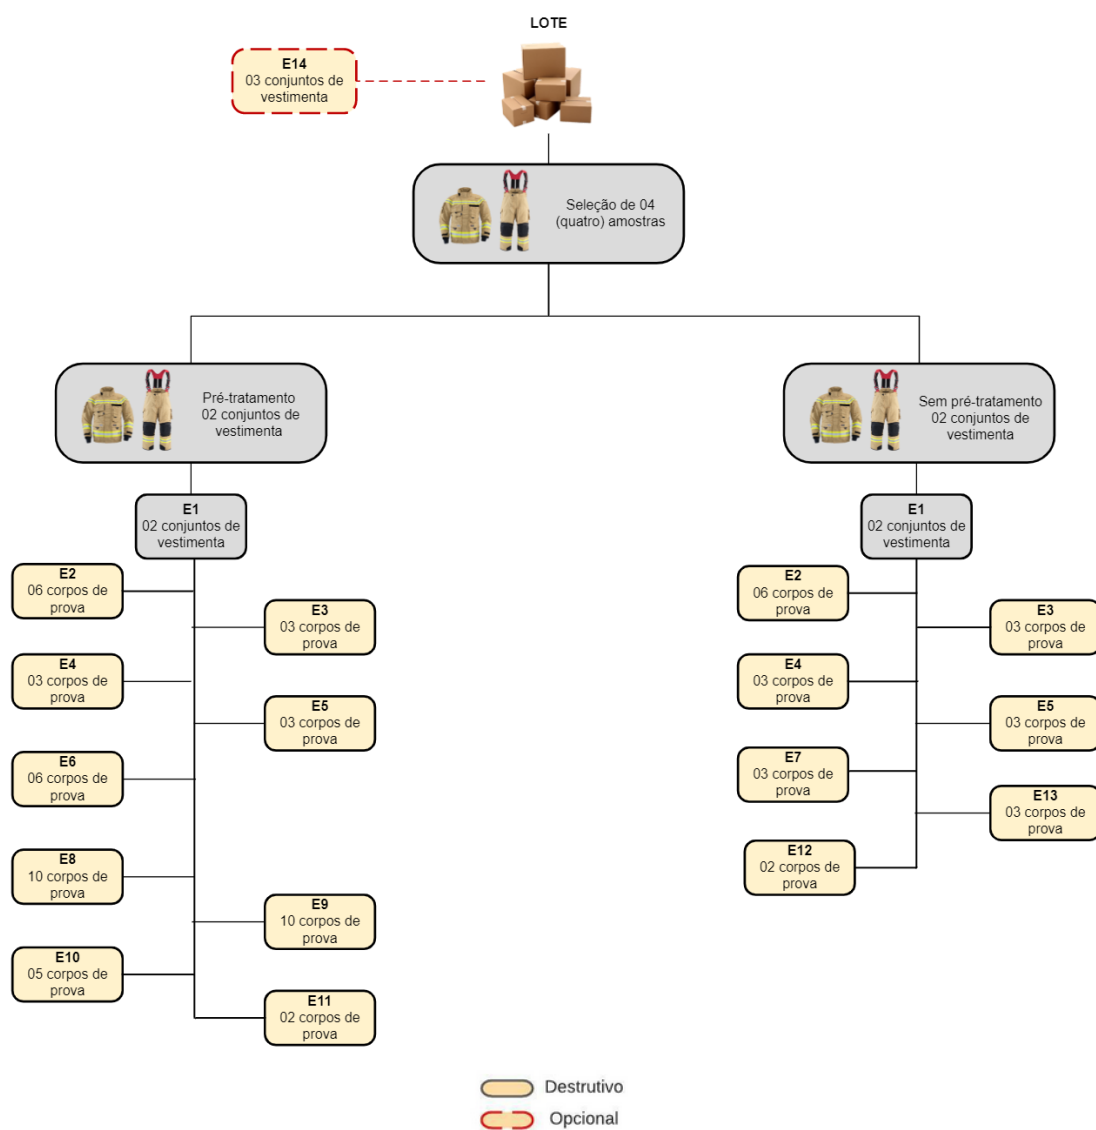 LOTE
E14
03 conjuntos de
vestimenta
Seleção de 04
(quatro) amostras
Pré-tratamento
02 conjuntos de
vestimenta
Sem pré-tratamento
02 conjuntos de
vestimenta
E1
02 conjuntos de
vestimenta
E2
06 corpos de
prova
E3
03 corpos de
prova
E4
03 corpos de
prova
E5
03 corpos de
prova
E6
06 corpos de
prova
E8
10 corpos de
prova
E9
10 corpos de
prova
E10
05 corpos de
prova
E11
02 corpos de
prova
E1
02 conjuntos de
vestimenta
E2
06 corpos de
prova
E3
03 corpos de
prova
E4
03 corpos de
prova
E5
03 corpos de
prova
E7
03 corpos de
prova
E13
03 corpos de
prova
E12
02 corpos de
prova
Destrutivo
Opcional